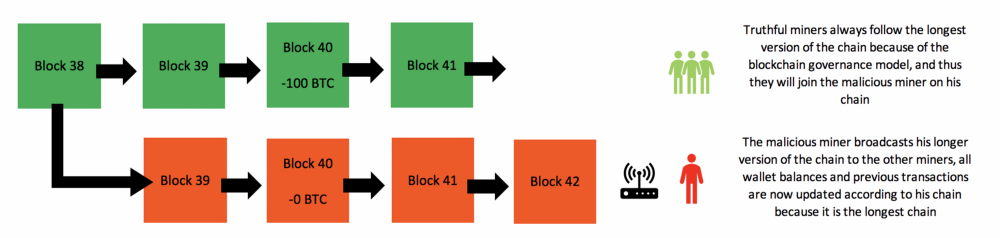 Block 38
Block 39
Block 40
-100 BTC
Block 41
Truthful miners always follow the longest
version of the chain because of the
blockchain governance model, and thus
they will join the malicious miner on his
chain
Block 39
Block 40
-0 BTC
Block 41
Block 42
The malicious miner broadcasts his longer
version of the chain to the other miners, all
wallet balances and previous transactions
are now updated according to his chain
because it is the longest chain